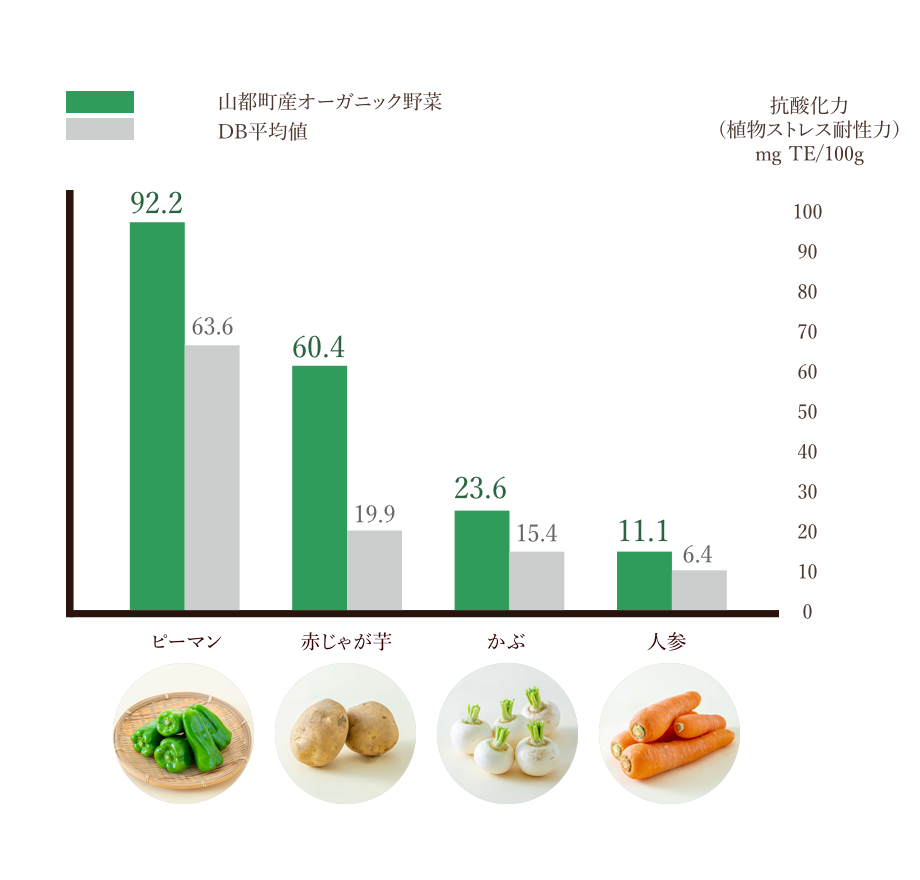 山都町産オーガニック野菜
DB平均値
抗酸化力
（植物ストレス耐性力）
mg TE/100g
92.2
63.6
60.4
19.9
23.6
15.4
11.1
6.4
100
90
80
70
60
50
40
30
20
10
0
ピーマン
赤じゃが芋
かぶ
人参